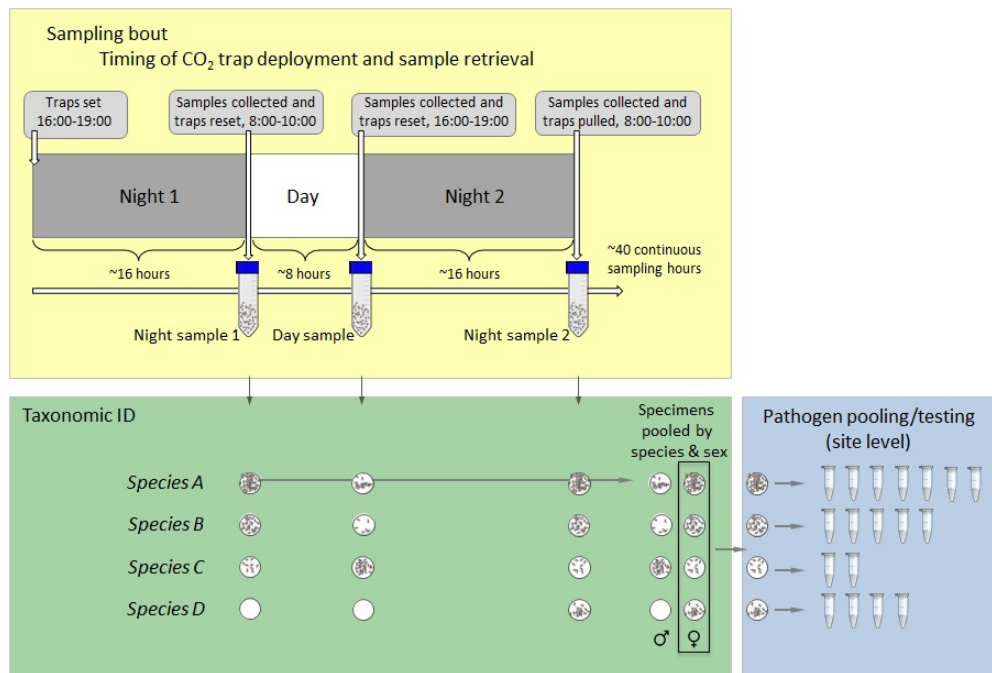 Sampling bout
Timing of CO₂ trap deployment and sample retrieval
Traps set
16:00-19:00
Samples collected and
traps reset, 8:00-10:00
Samples collected and
traps reset, 16:00-19:00
Samples collected and
traps pulled, 8:00-10:00
Night 1
Day
Night 2
~16 hours
~8 hours
~16 hours
~40 continuous
sampling hours
Night sample 1
Day sample
Night sample 2
Taxonomic ID
Specimens
pooled by
species & sex
Species A
Species B
Species C
Species D
♂
♀
Pathogen pooling/testing
(site level)